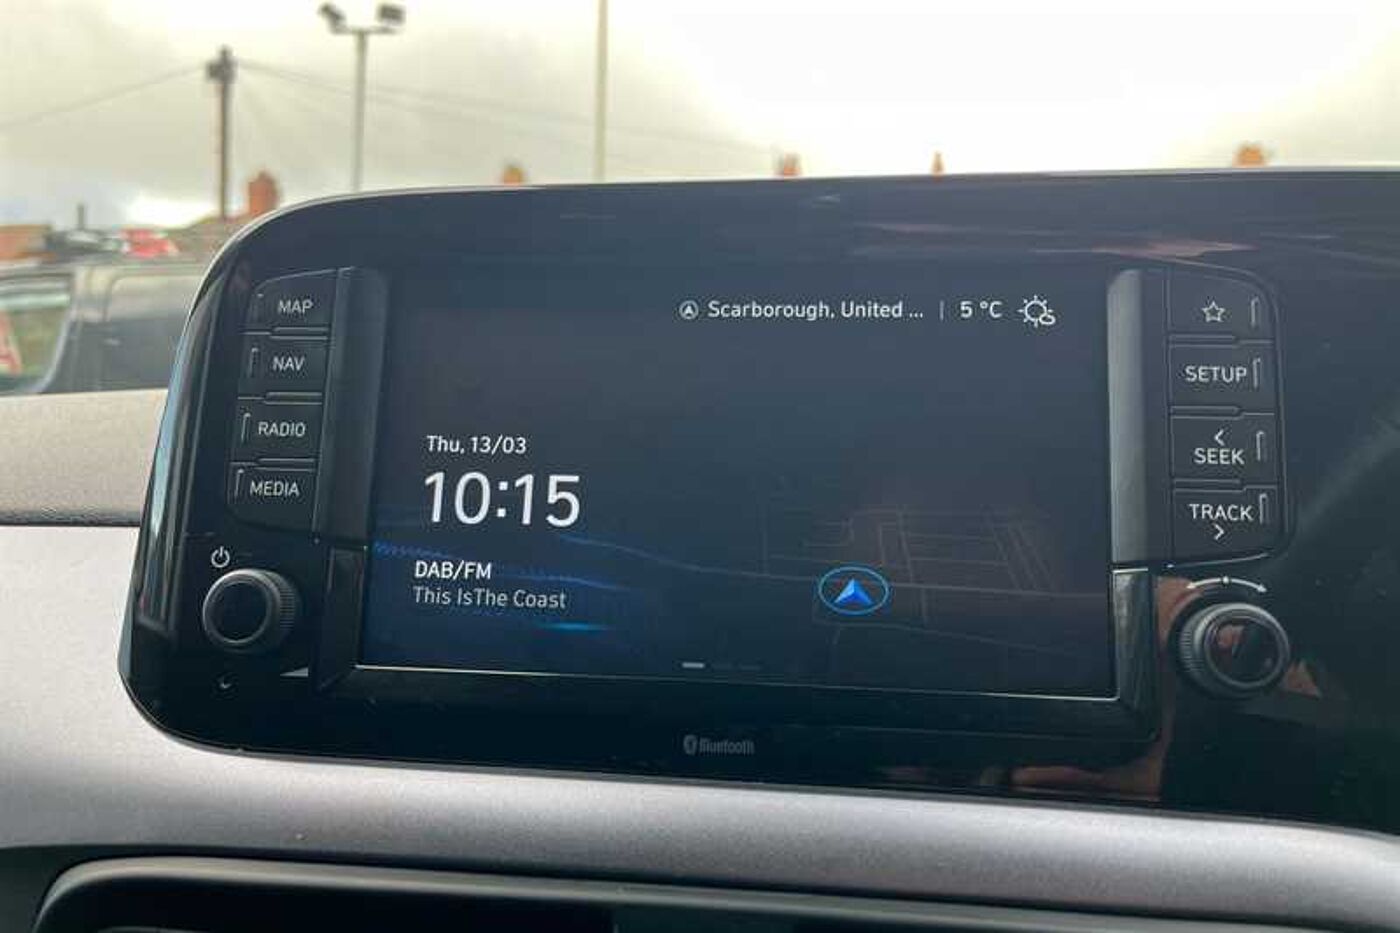 MAP
NAV
RADIO
MEDIA
Scarborough, United ... | 5 °C
Thu, 13/03
10:15
DAB/FM
This IsThe Coast
SETUP
< SEEK
TRACK >
Bluetooth